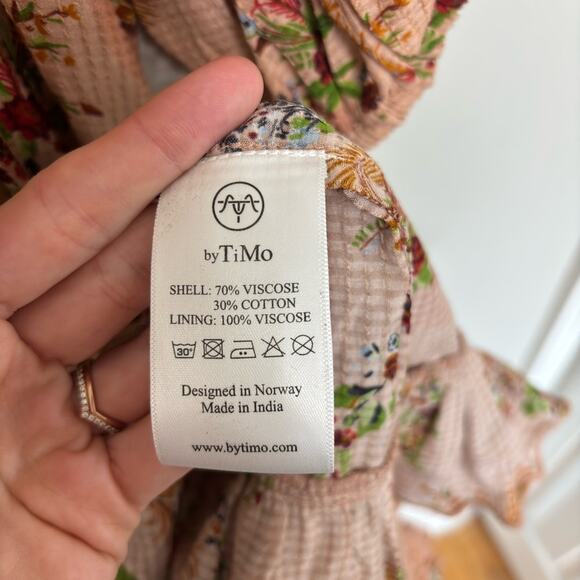 byTiMo
SHELL: 70% VISCOSE
30% COTTON
LINING: 100% VISCOSE
30°
Designed in Norway
Made in India
www.bytimo.com